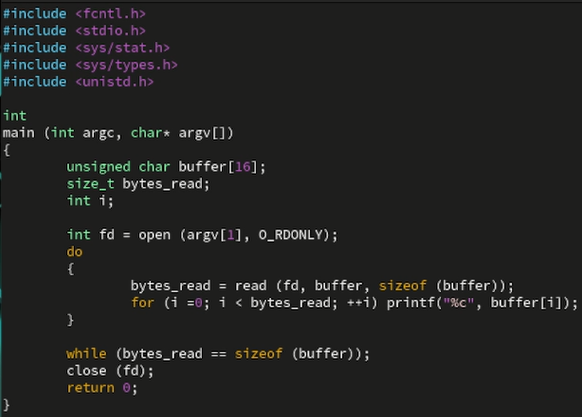 #include <fcntl.h>
#include <stdio.h>
#include <sys/stat.h>
#include <sys/types.h>
#include <unistd.h>
int
main (int argc, char* argv[])
{
unsigned char buffer[16];
size_t bytes_read;
int i;
int fd = open (argv[1], O_RDONLY);
do
{
bytes_read = read (fd, buffer, sizeof (buffer));
for (i =0; i < bytes_read; ++i) printf("%c", buffer[i]);
}
while (bytes_read == sizeof (buffer));
close (fd);
return 0;
}